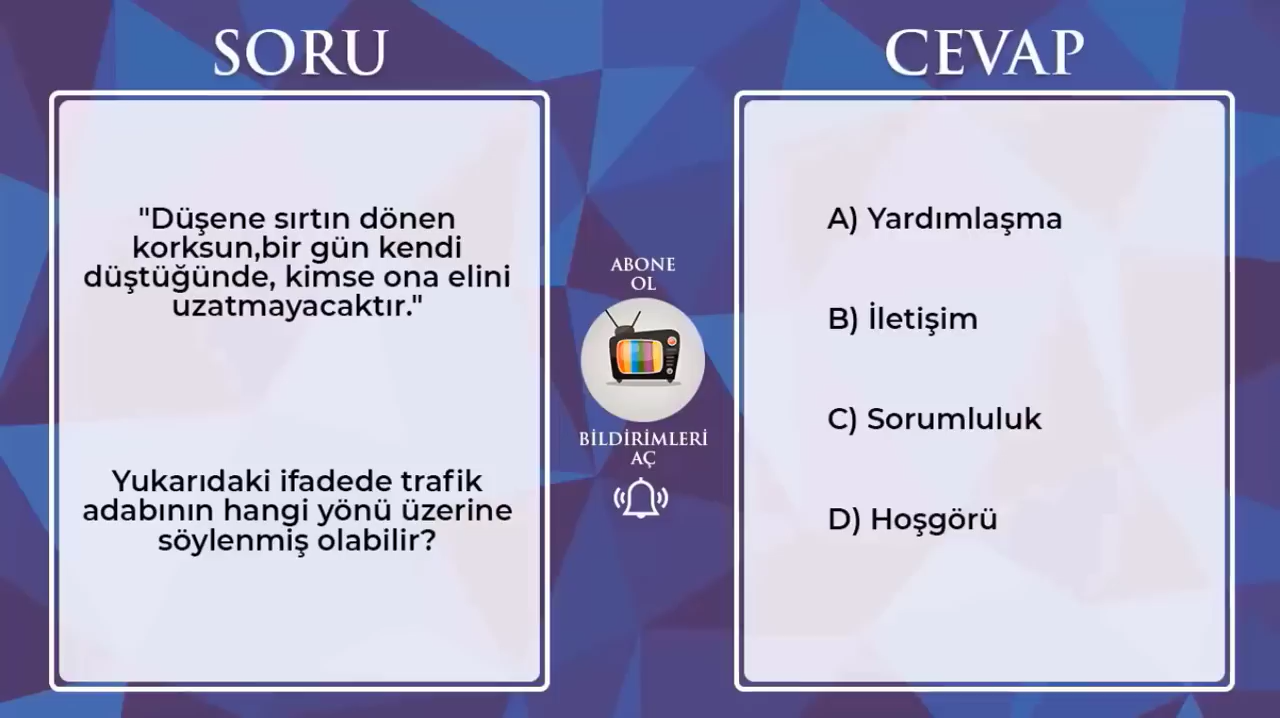 SORU
"Düşene sırtın dönen
korksun,bir gün kendi
düştüğünde, kimse ona elini
uzatmayacaktır."
Yukarıdaki ifadede trafik
adabının hangi yönü üzerine
söylenmiş olabilir?
ABONE
OL
BİLDİRİMLERİ
AÇ
CEVAP
A) Yardımlaşma
B) İletişim
C) Sorumluluk
D) Hoşgörü